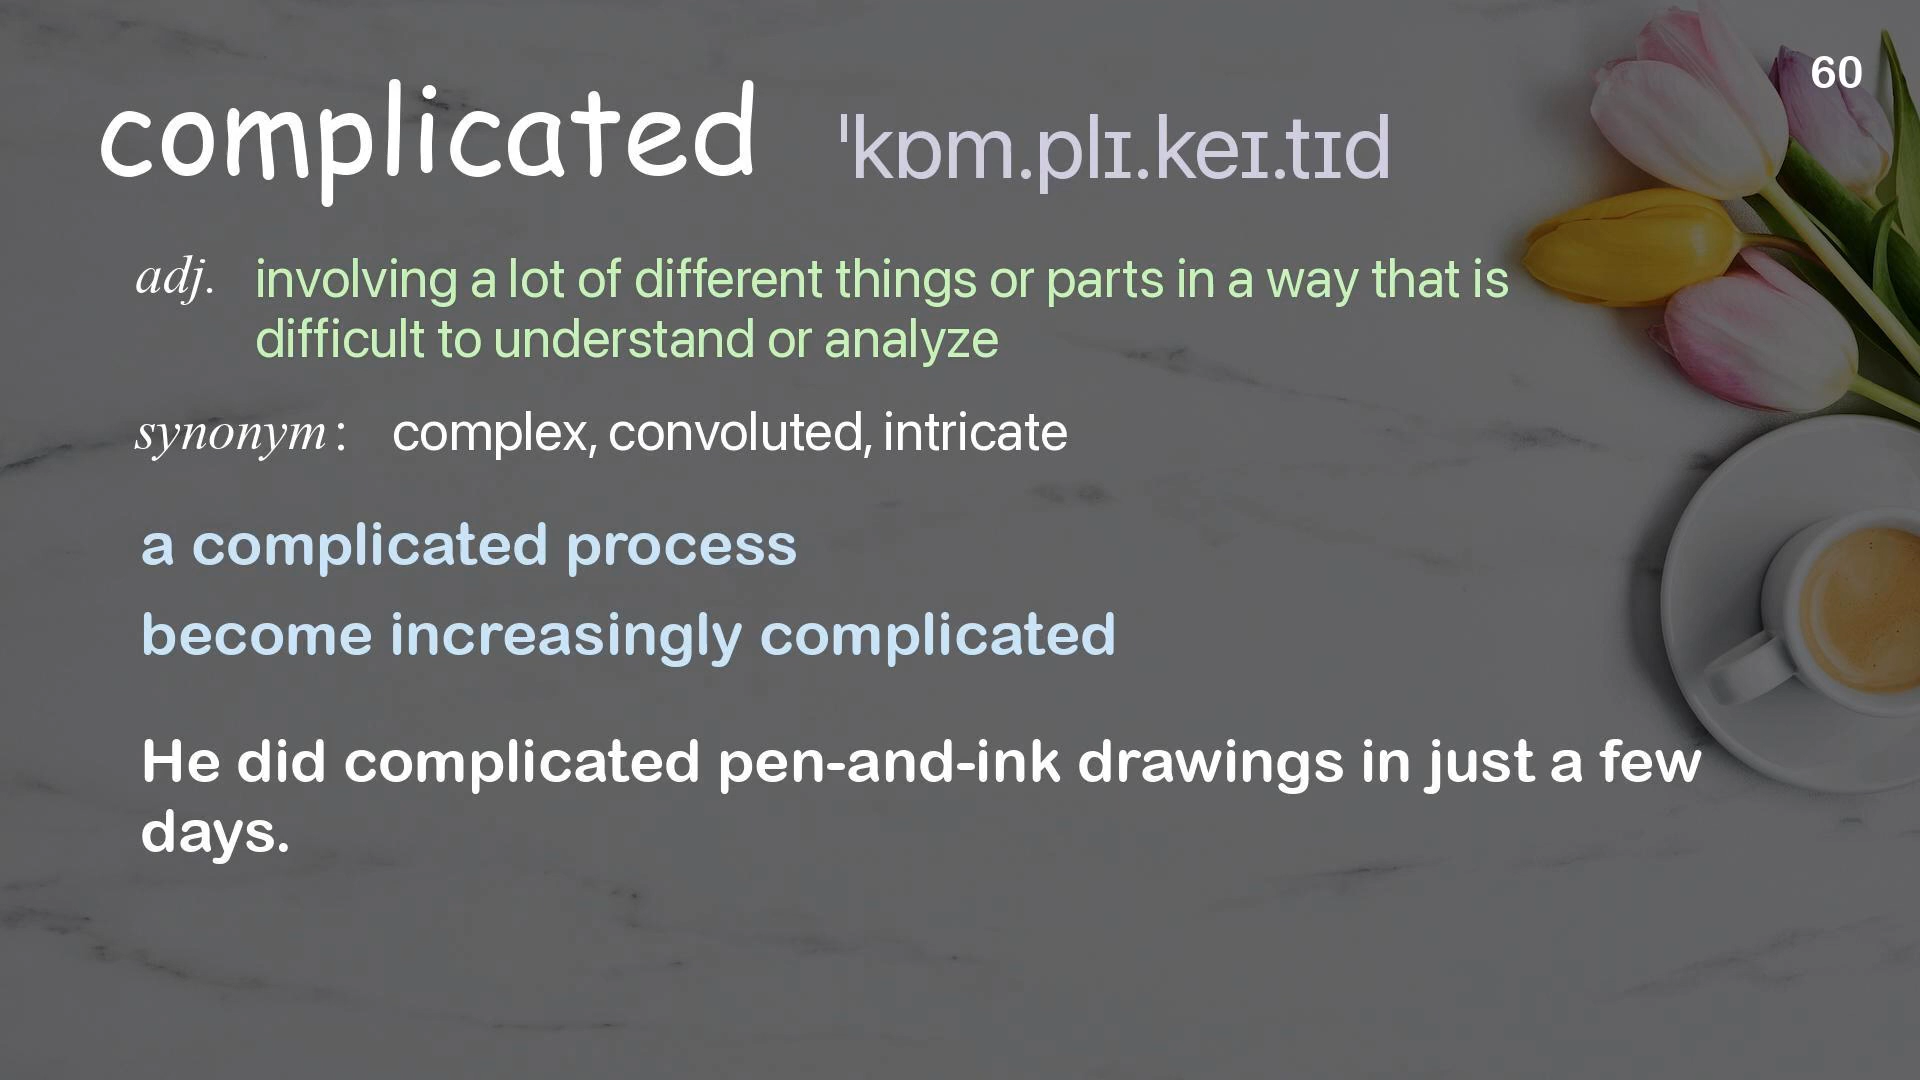 60
complicated ˈkɒm.plɪ.keɪ.tɪd
adj. involving a lot of different things or parts in a way that is
difficult to understand or analyze
synonym: complex, convoluted, intricate
a complicated process
become increasingly complicated
He did complicated pen-and-ink drawings in just a few
days.